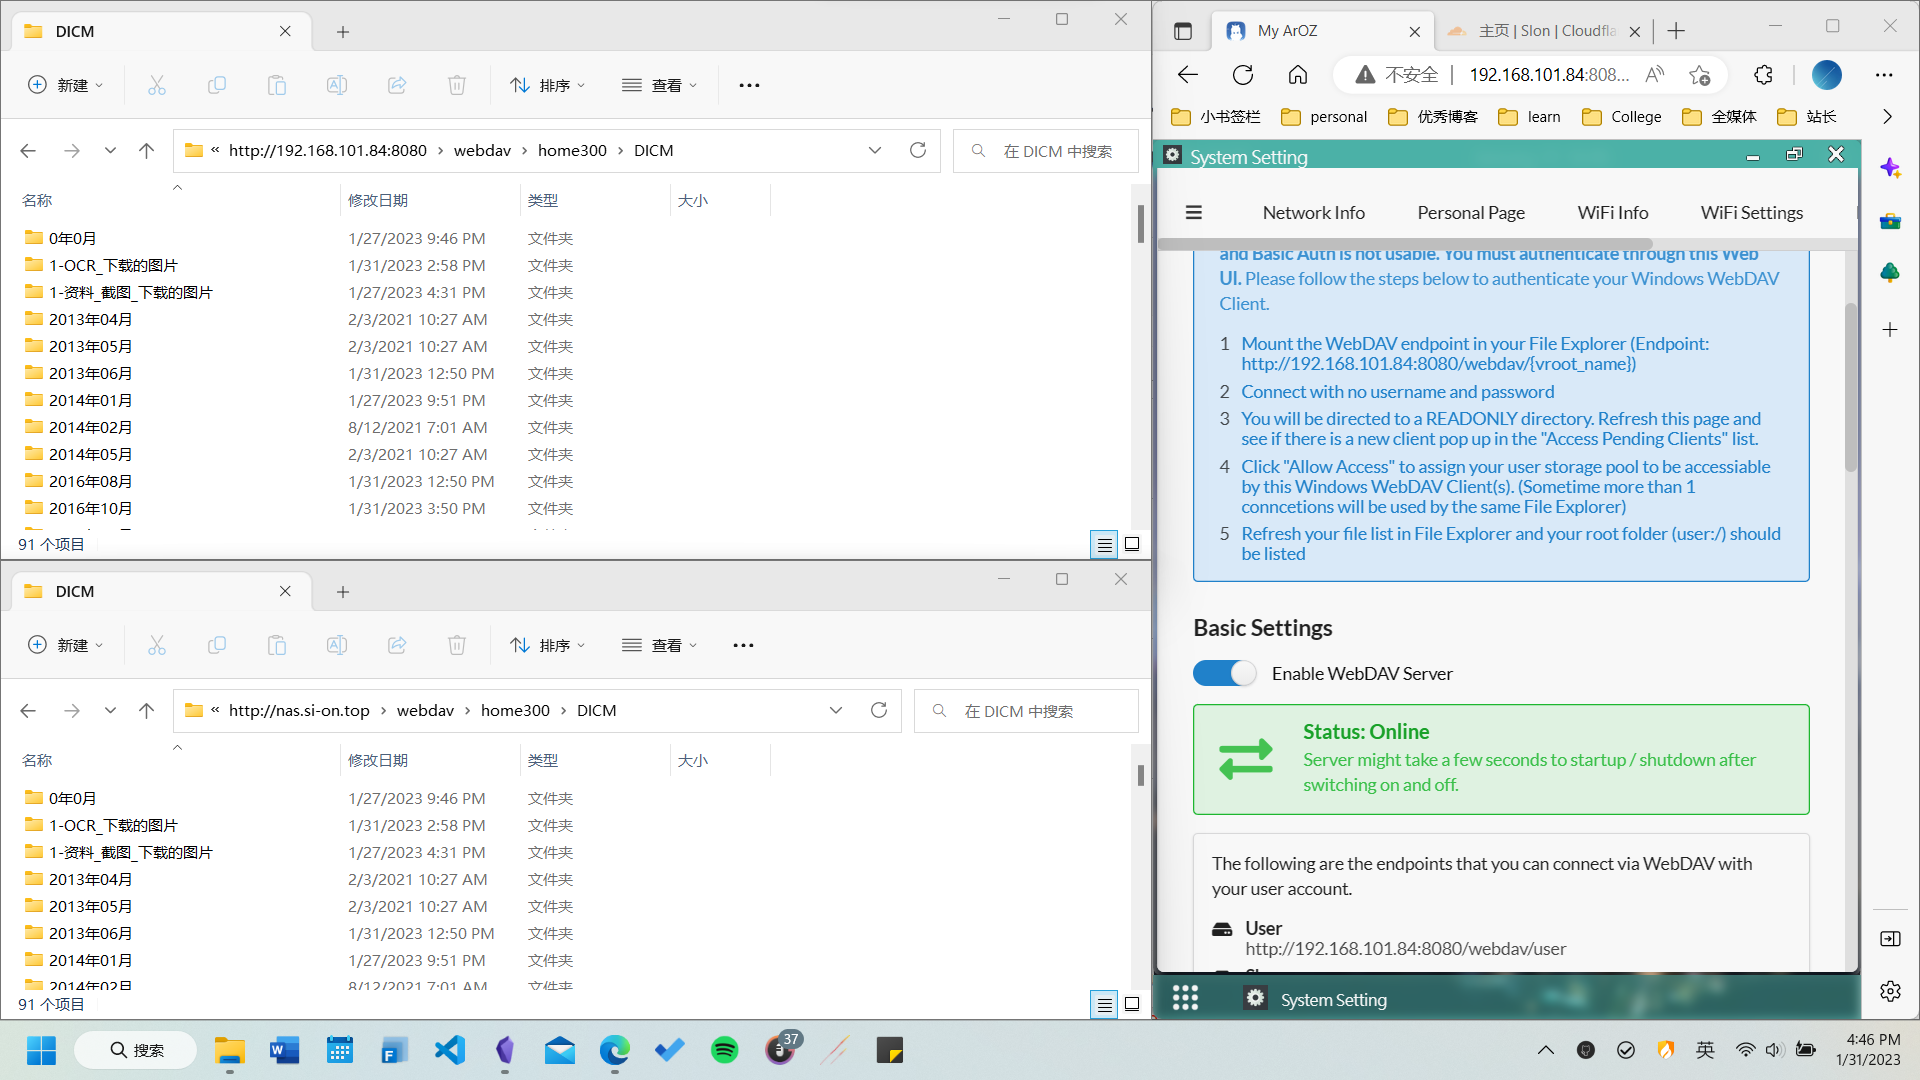 DICM
新建
排序
查看
http://192.168.101.84:8080 › webdav › home300 › DICM
在 DICM 中搜索
名称 修改日期 类型 大小
0年0月 1/27/2023 9:46 PM 文件夹
1-OCR_下载的图片 1/31/2023 2:58 PM 文件夹
1-资料_截图_下载的图片 1/27/2023 4:31 PM 文件夹
2013年04月 2/3/2021 10:27 AM 文件夹
2013年05月 2/3/2021 10:27 AM 文件夹
2013年06月 1/31/2023 12:50 PM 文件夹
2014年01月 1/27/2023 9:51 PM 文件夹
2014年02月 8/12/2021 7:01 AM 文件夹
2014年05月 2/3/2021 10:27 AM 文件夹
2016年08月 1/31/2023 12:50 PM 文件夹
2016年10月 1/31/2023 3:50 PM 文件夹
91 个项目
DICM
新建
排序
查看
http://nas.si-on.top › webdav › home300 › DICM
在 DICM 中搜索
名称 修改日期 类型 大小
0年0月 1/27/2023 9:46 PM 文件夹
1-OCR_下载的图片 1/31/2023 2:58 PM 文件夹
1-资料_截图_下载的图片 1/27/2023 4:31 PM 文件夹
2013年04月 2/3/2021 10:27 AM 文件夹
2013年05月 2/3/2021 10:27 AM 文件夹
2013年06月 1/31/2023 12:50 PM 文件夹
2014年01月 1/27/2023 9:51 PM 文件夹
2014年02月 8/12/2021 7:01 AM 文件夹
91 个项目
My ArOZ
主页 | SIon | Cloudfla
不安全
192.168.101.84:808...
小书签栏 personal 优秀博客 learn College 全媒体 站长
System Setting
Network Info Personal Page WiFi Info WiFi Settings
and Basic Auth is not usable. You must authenticate through this Web
UI. Please follow the steps below to authenticate your Windows WebDAV
Client.
1 Mount the WebDAV endpoint in your File Explorer (Endpoint:
http://192.168.101.84:8080/webdav/{vroot_name})
2 Connect with no username and password
3 You will be directed to a READONLY directory. Refresh this page and
see if there is a new client pop up in the "Access Pending Clients" list.
4 Click "Allow Access" to assign your user storage pool to be accessiable
by this Windows WebDAV Client(s). (Sometime more than 1
conncetions will be used by the same File Explorer)
5 Refresh your file list in File Explorer and your root folder (user:/) should
be listed
Basic Settings
Enable WebDAV Server
Status: Online
Server might take a few seconds to startup / shutdown after
switching on and off.
The following are the endpoints that you can connect via WebDAV with
your user account.
User
http://192.168.101.84:8080/webdav/user
System Setting
搜索
37
英
4:46 PM
1/31/2023